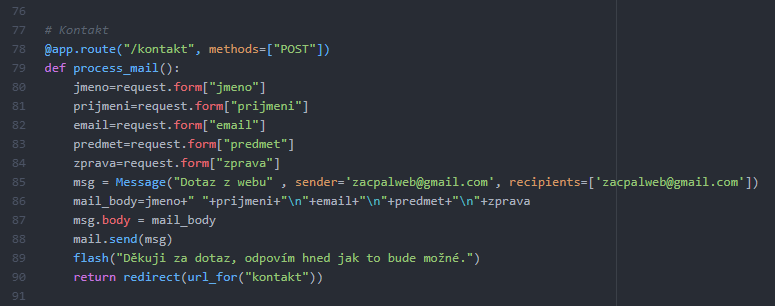 76
77 # Kontakt
78 @app.route("/kontakt", methods=["POST"])
79 def process_mail():
80 jmeno=request.form["jmeno"]
81 prijmeni=request.form["prijmeni"]
82 email=request.form["email"]
83 predmet=request.form["predmet"]
84 zprava=request.form["zprava"]
85 msg = Message("Dotaz z webu" , sender='zacpalweb@gmail.com', recipients=['zacpalweb@gmail.com'])
86 mail_body=jmeno+" "+prijmeni+"\n"+email+"\n"+predmet+"\n"+zprava
87 msg.body = mail_body
88 mail.send(msg)
89 flash("Děkuji za dotaz, odpovím hned jak to bude možné.")
90 return redirect(url_for("kontakt"))
91